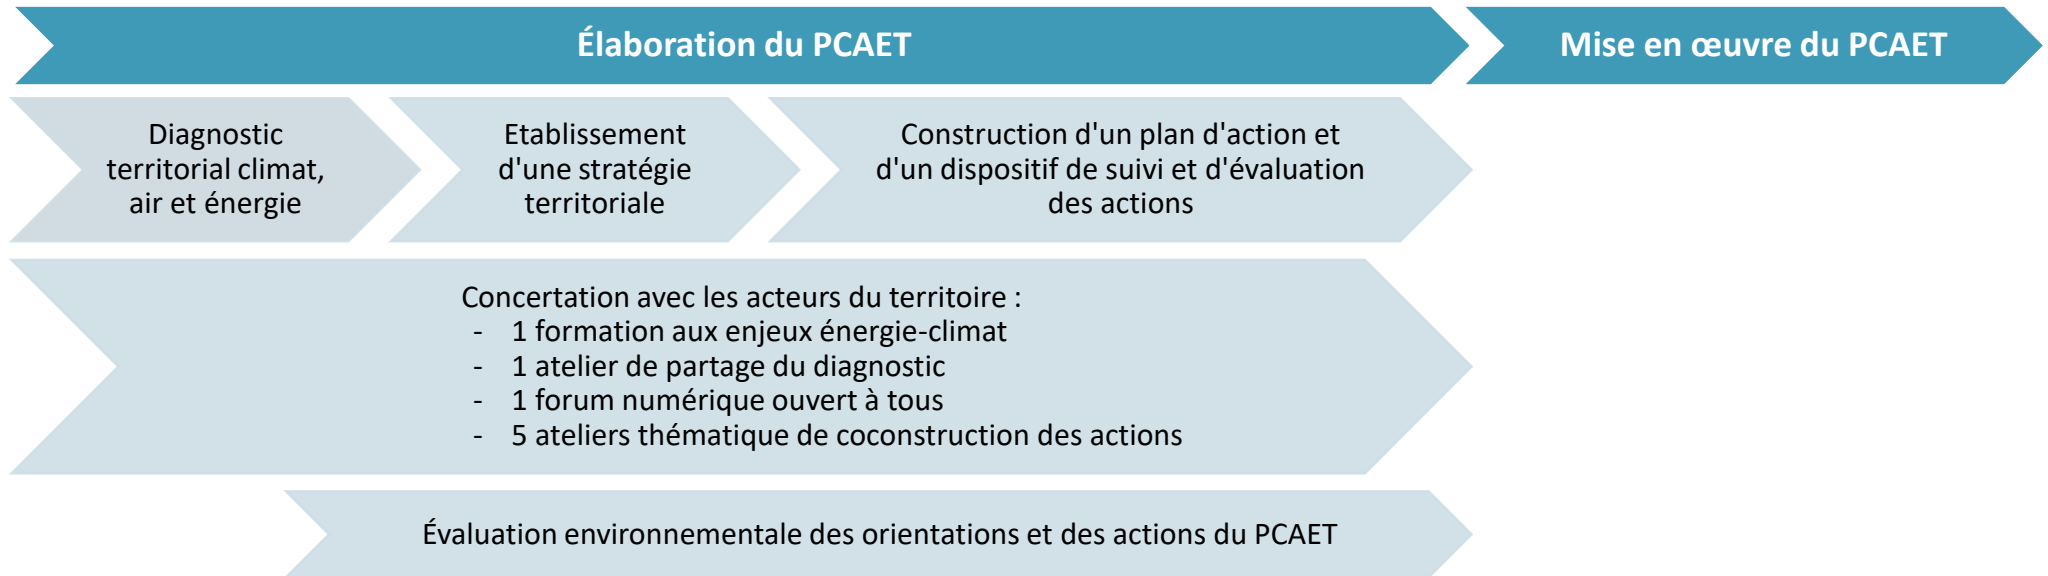 Élaboration du PCAET
Mise en œuvre du PCAET
Diagnostic
territorial climat,
air et énergie
Etablissement
d'une stratégie
territoriale
Construction d'un plan d'action et
d'un dispositif de suivi et d'évaluation
des actions
Concertation avec les acteurs du territoire :
- 1 formation aux enjeux énergie-climat
- 1 atelier de partage du diagnostic
- 1 forum numérique ouvert à tous
- 5 ateliers thématique de coconstruction des actions
Évaluation environnementale des orientations et des actions du PCAET